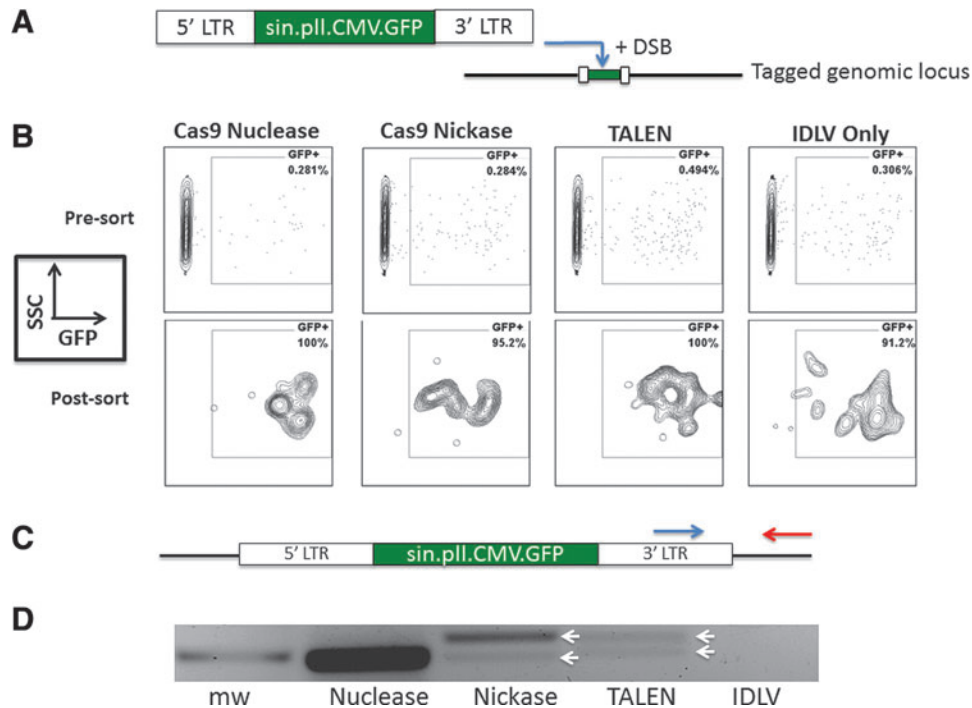 A
5' LTR sin.pll.CMV.GFP 3' LTR
+ DSB
Tagged genomic locus
B
Cas9 Nuclease Cas9 Nickase TALEN IDLV Only
Pre-sort
GFP+
0.281%
GFP+
0.284%
GFP+
0.494%
GFP+
0.306%
SSC
GFP
Post-sort
GFP+
100%
GFP+
95.2%
GFP+
100%
GFP+
91.2%
C
5' LTR sin.pll.CMV.GFP 3' LTR
D
mw Nuclease Nickase TALEN IDLV